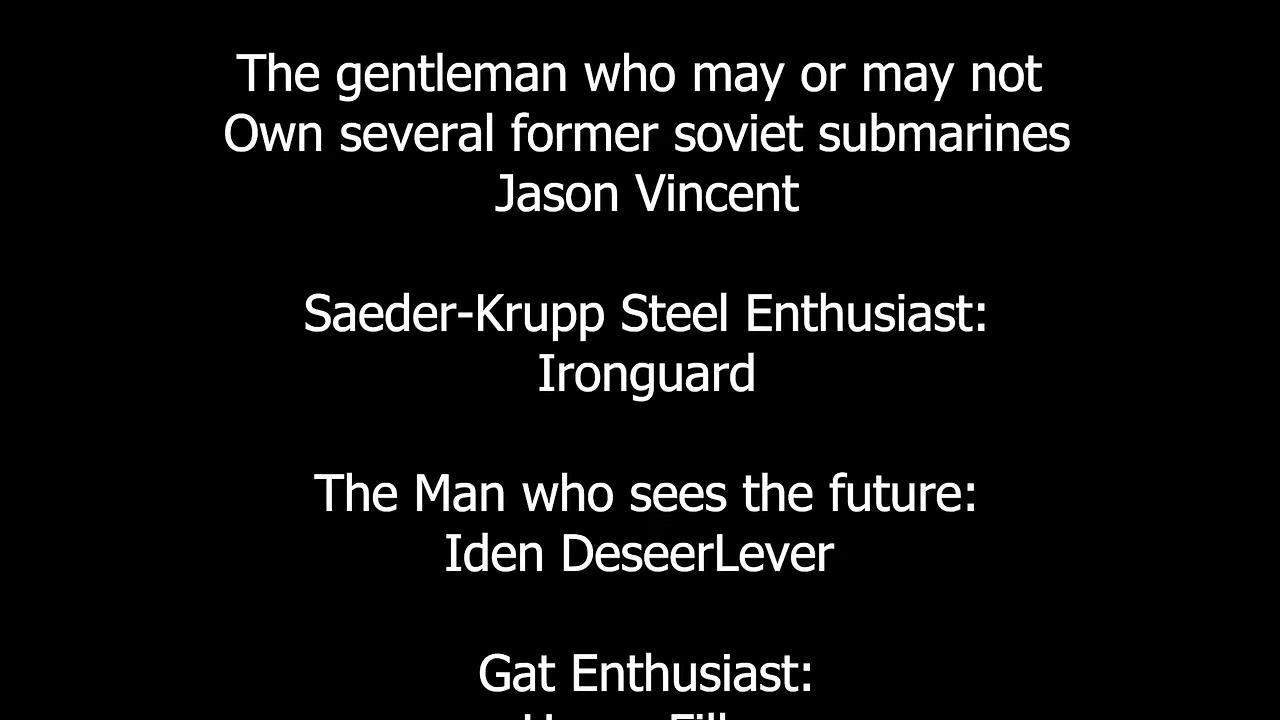 The gentleman who may or may not
Own several former soviet submarines
Jason Vincent
Saeder-Krupp Steel Enthusiast:
Ironguard
The Man who sees the future:
Iden DeseerLever
Gat Enthusiast: